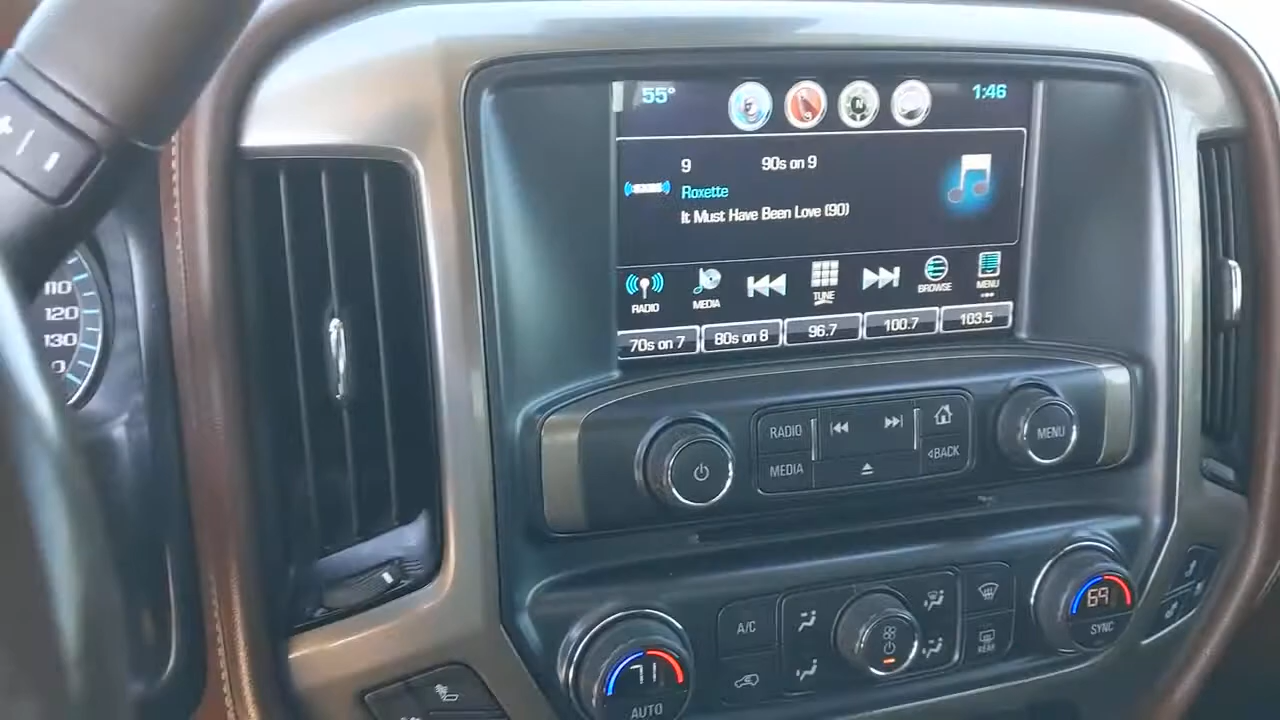 55°
1:46
N
9
90s on 9
Roxette
It Must Have Been Love (90)
RADIO
MEDIA
TUNE
BROWSE
MENU
70s on 7
80s on 8
96.7
100.7
103.5
110
120
130
RADIO
MEDIA
BACK
MENU
A/C
REAR
71
AUTO
69
SYNC